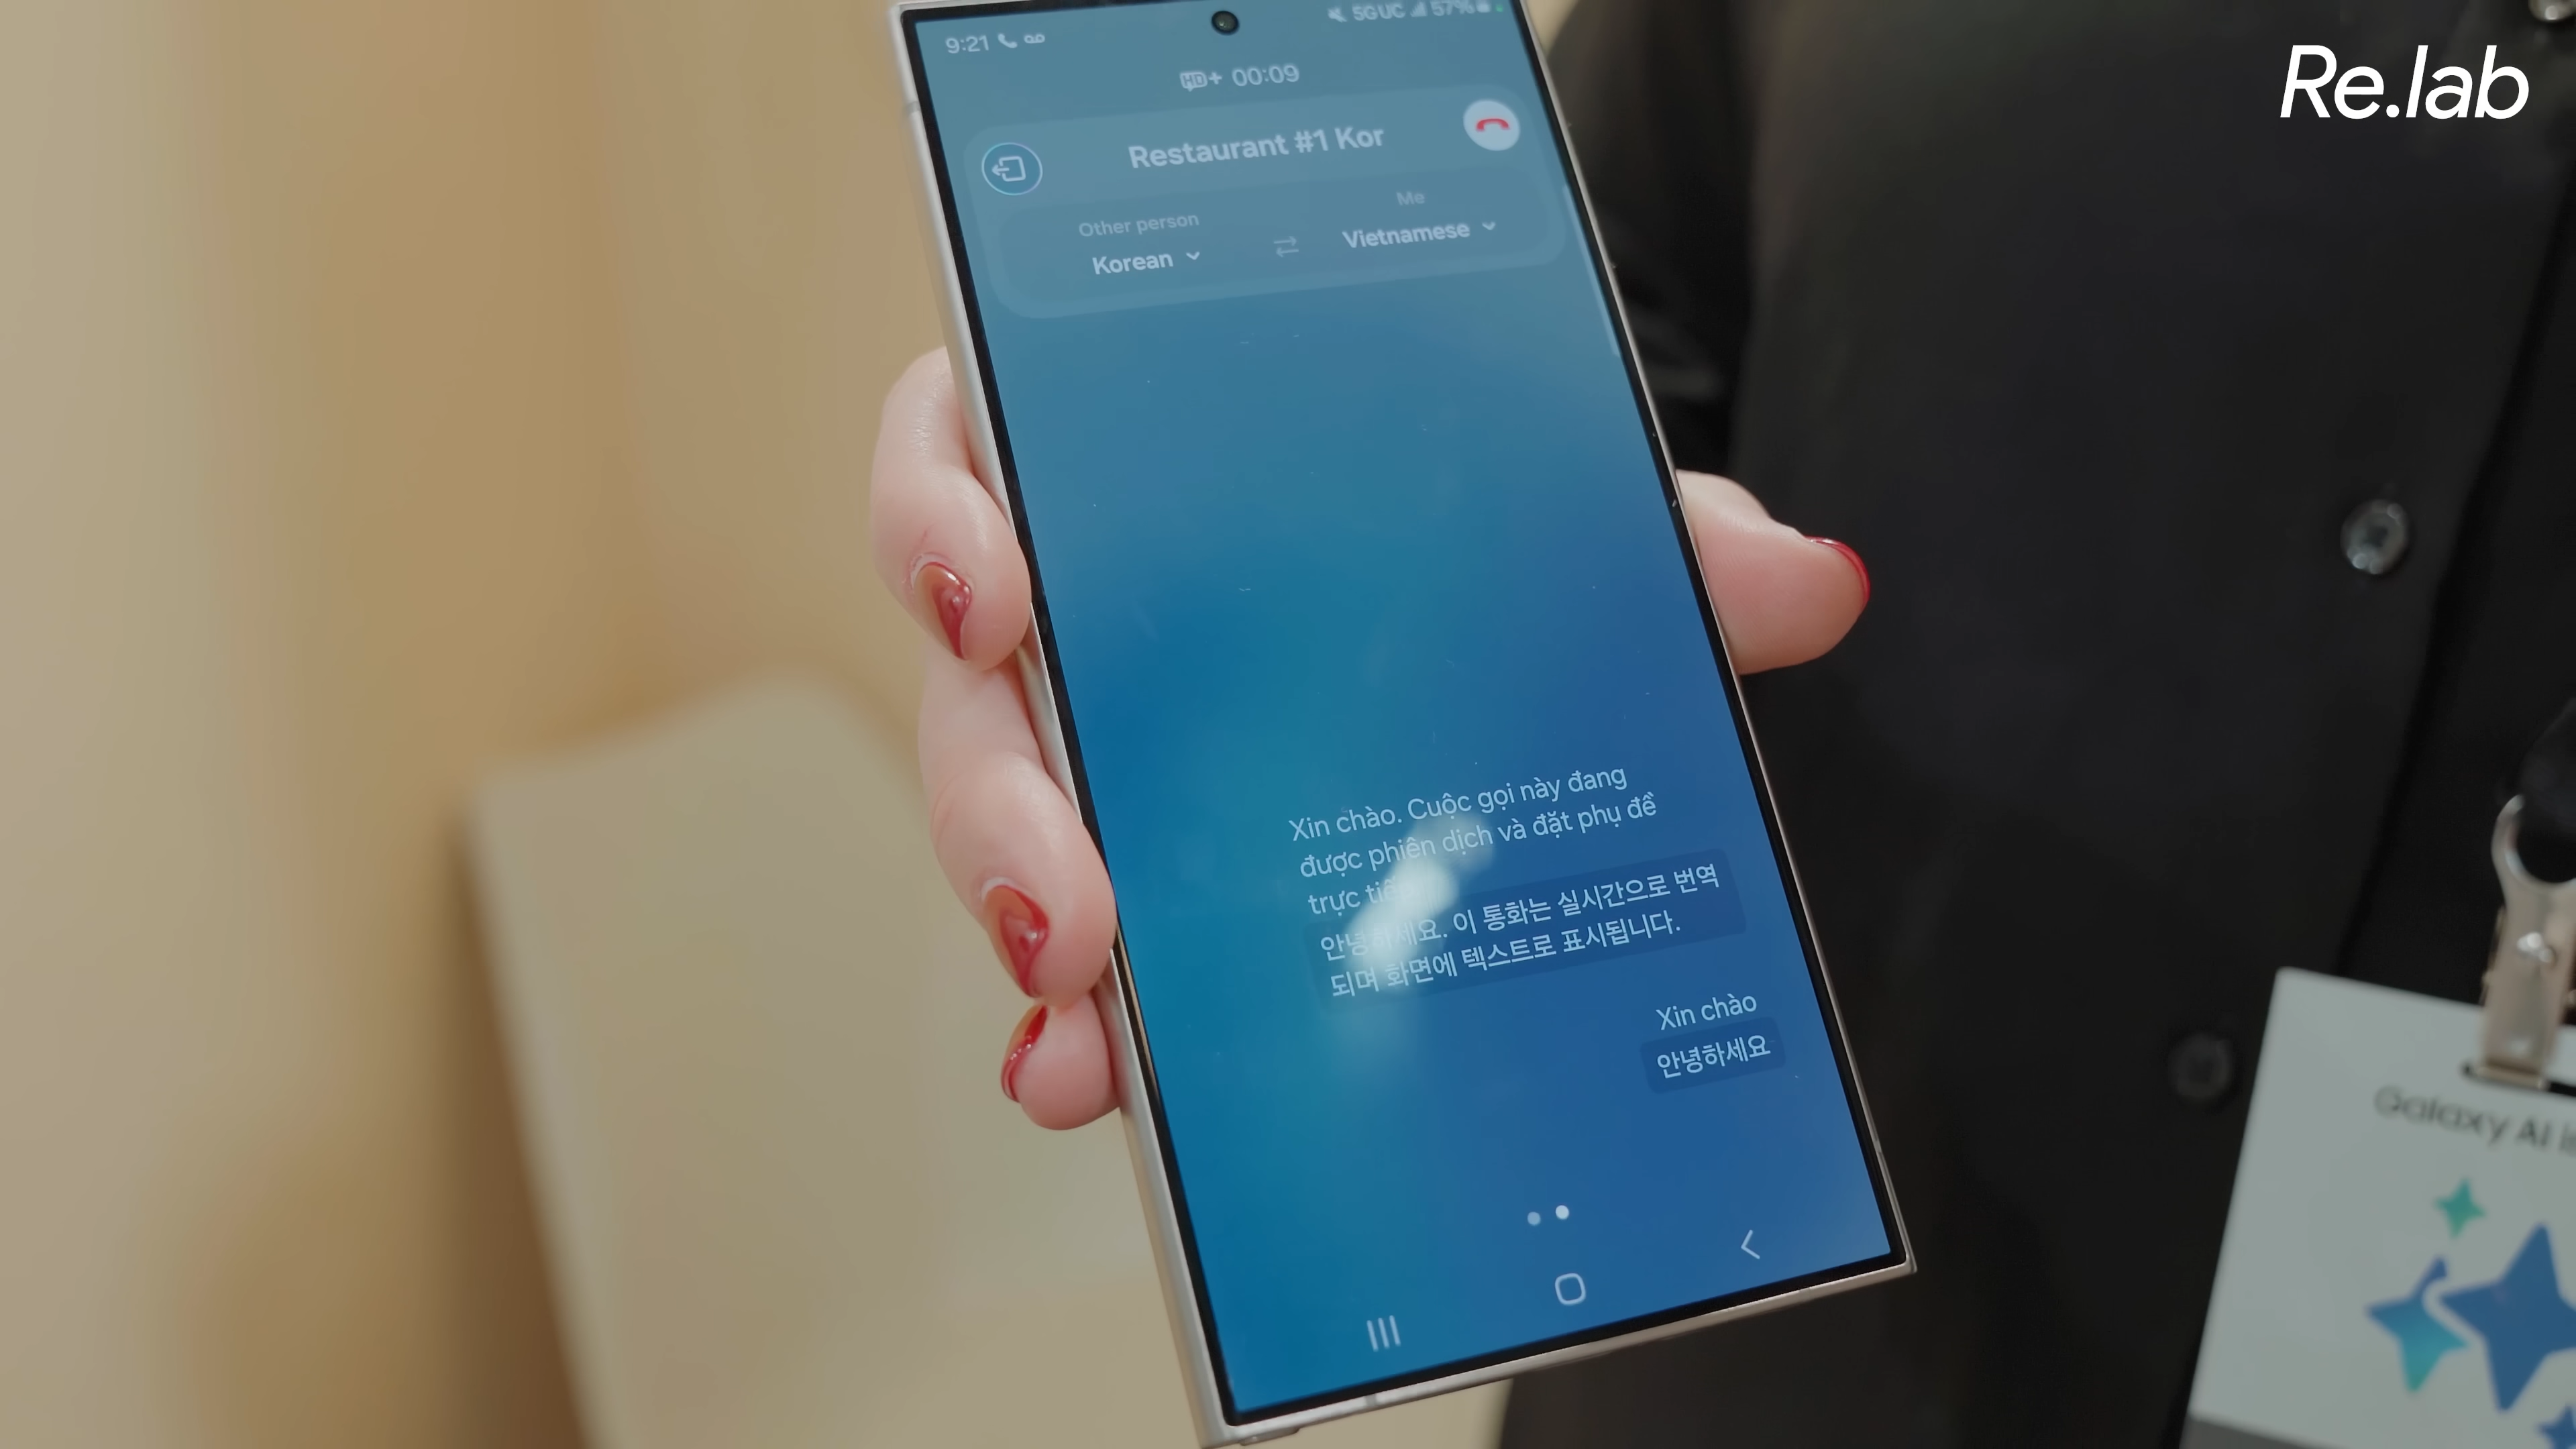 Re.lab
9:21
5G UC 57%
HD+ 00:09
Restaurant #1 Kor
Other person
Me
Korean
Vietnamese
Xin chào. Cuộc gọi này đang
được phiên dịch và đặt phụ đề
trực
안녕하세요. 이 통화는 실시간으로 번역
되며 화면에 텍스트로 표시됩니다.
Xin chào
안녕하세요
Galaxy AI